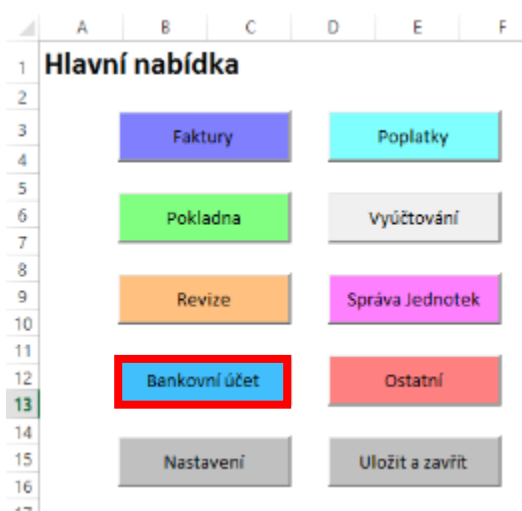 A B C D E F
1 Hlavní nabídka
2
3 Faktury Poplatky
4
5
6 Pokladna Vyúčtování
7
8
9 Revize Správa Jednotek
10
11
12 Bankovní účet Ostatní
13
14
15 Nastavení Uložit a zavřít
16
17